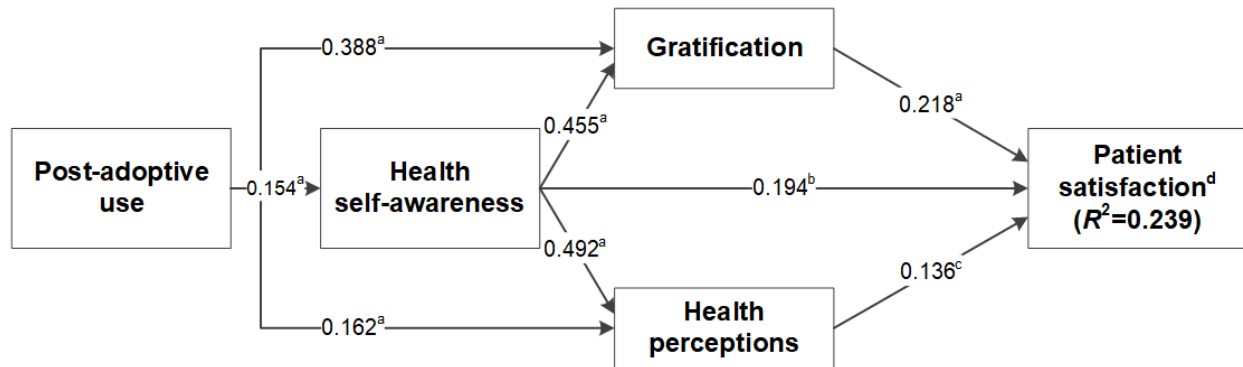 Gratification
0.388ᵃ
0.218ᵃ
0.455ᵃ
Post-adoptive
use
0.154ᵃ
Health
self-awareness
0.194ᵇ
Patient
satisfactionᵈ
(R²=0.239)
0.492ᵃ
0.136ᶜ
0.162ᵃ
Health
perceptions